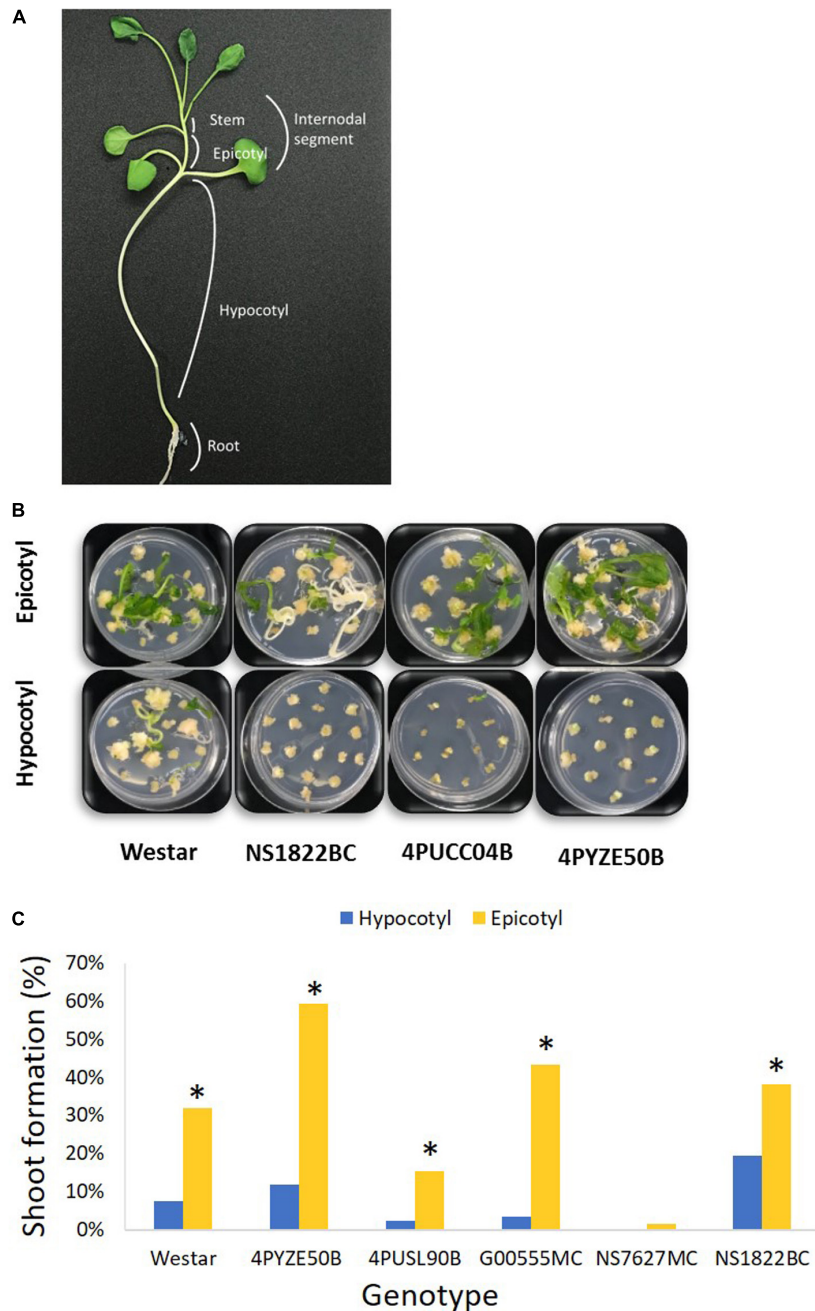 A
Stem
Internodal
segment
Epicotyl
Hypocotyl
Root
B
Epicotyl
Hypocotyl
Westar
NS1822BC
4PUCC04B
4PYZE50B
C
Hypocotyl
Epicotyl
Shoot formation (%)
70%
60%
50%
40%
30%
20%
10%
0%
*
*
*
*
*
Westar
4PYZE50B
4PUSL90B
G00555MC
NS7627MC
NS1822BC
Genotype